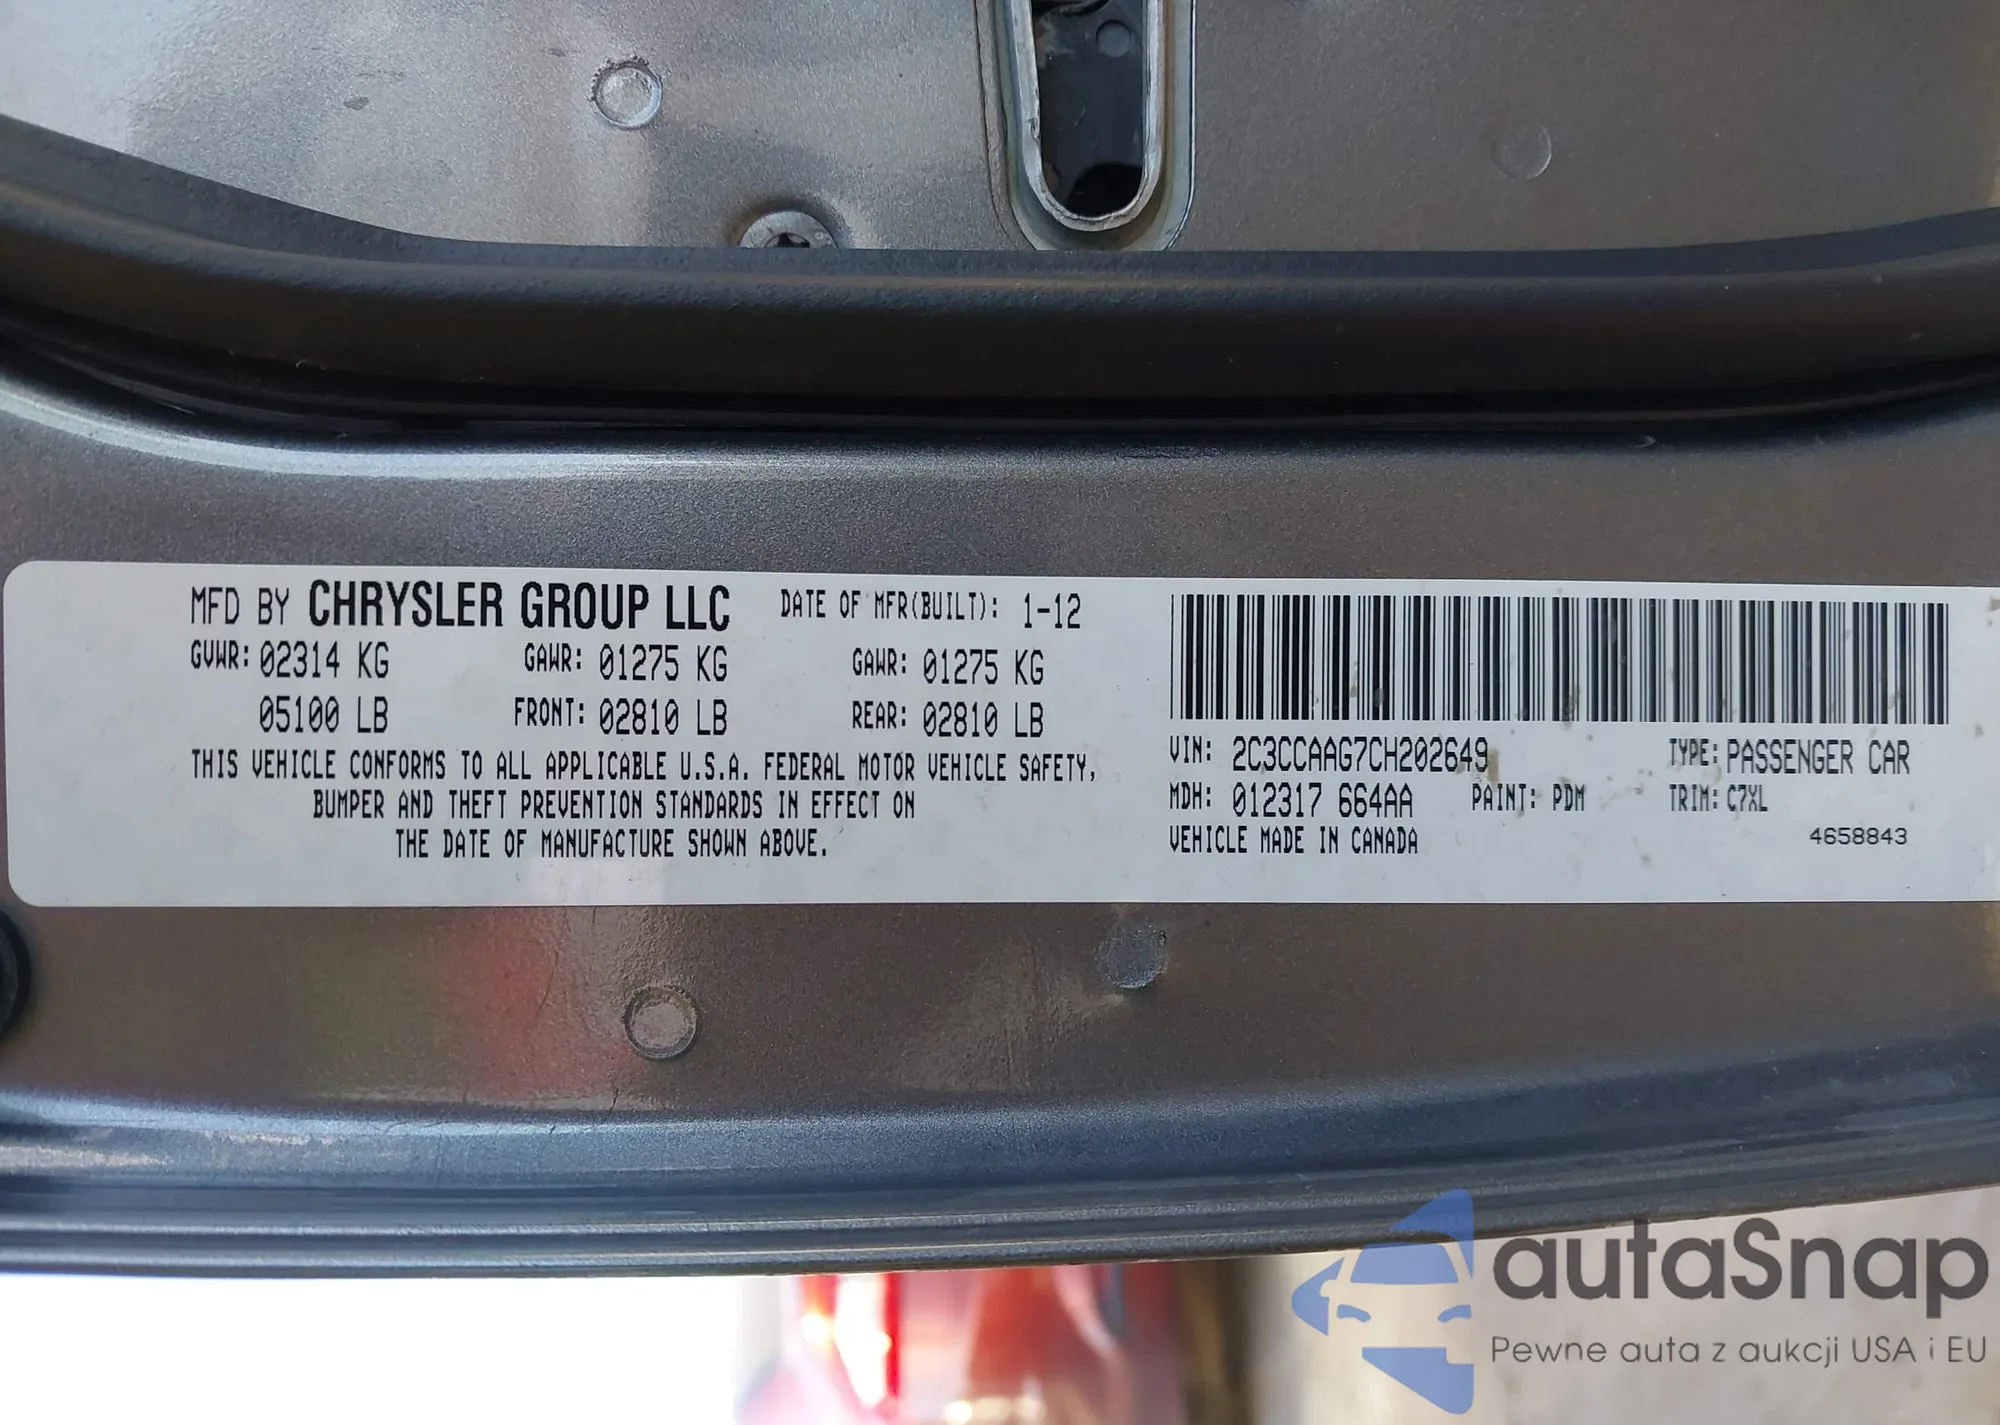 MFD BY CHRYSLER GROUP LLC DATE OF MFR(BUILT): 1-12
GVWR: 02314 KG GAWR: 01275 KG GAWR: 01275 KG
05100 LB FRONT: 02810 LB REAR: 02810 LB
THIS VEHICLE CONFORMS TO ALL APPLICABLE U.S.A. FEDERAL MOTOR VEHICLE SAFETY,
BUMPER AND THEFT PREVENTION STANDARDS IN EFFECT ON
THE DATE OF MANUFACTURE SHOWN ABOVE.
VIN: 2C3CCAAG7CH202649 TYPE: PASSENGER CAR
MDH: 012317 664AA PAINT: PDM TRIM: C7XL
VEHICLE MADE IN CANADA 4658843
autaSnap
Pewne auta z aukcji USA i EU